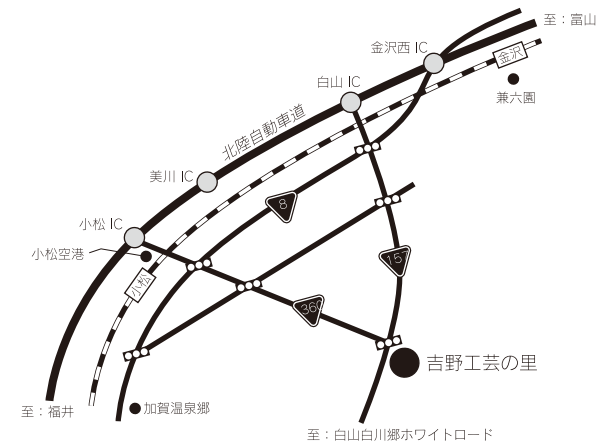 至：富山
金沢西 IC
金沢
兼六園
白山 IC
北陸自動車道
美川 IC
8
小松 IC
小松空港
157
小松
360
吉野工芸の里
加賀温泉郷
至：福井
至：白山白川郷ホワイトロード